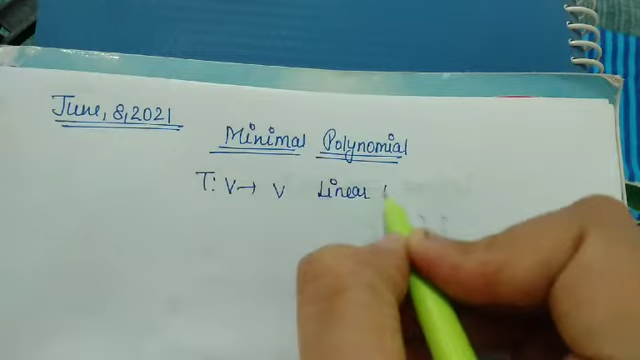 June, 8, 2021
Minimal Polynomial
T: V → V Linear